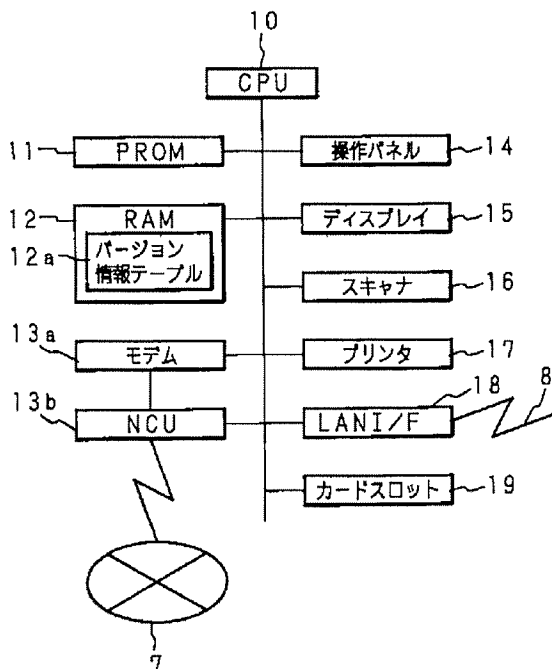 10
CPU
11
PROM
操作パネル
14
12
RAM
ディスプレイ
15
12a
バージョン
情報テーブル
スキャナ
16
13a
モデム
プリンタ
17
13b
NCU
18
LANI/F
8
カードスロット
19
7